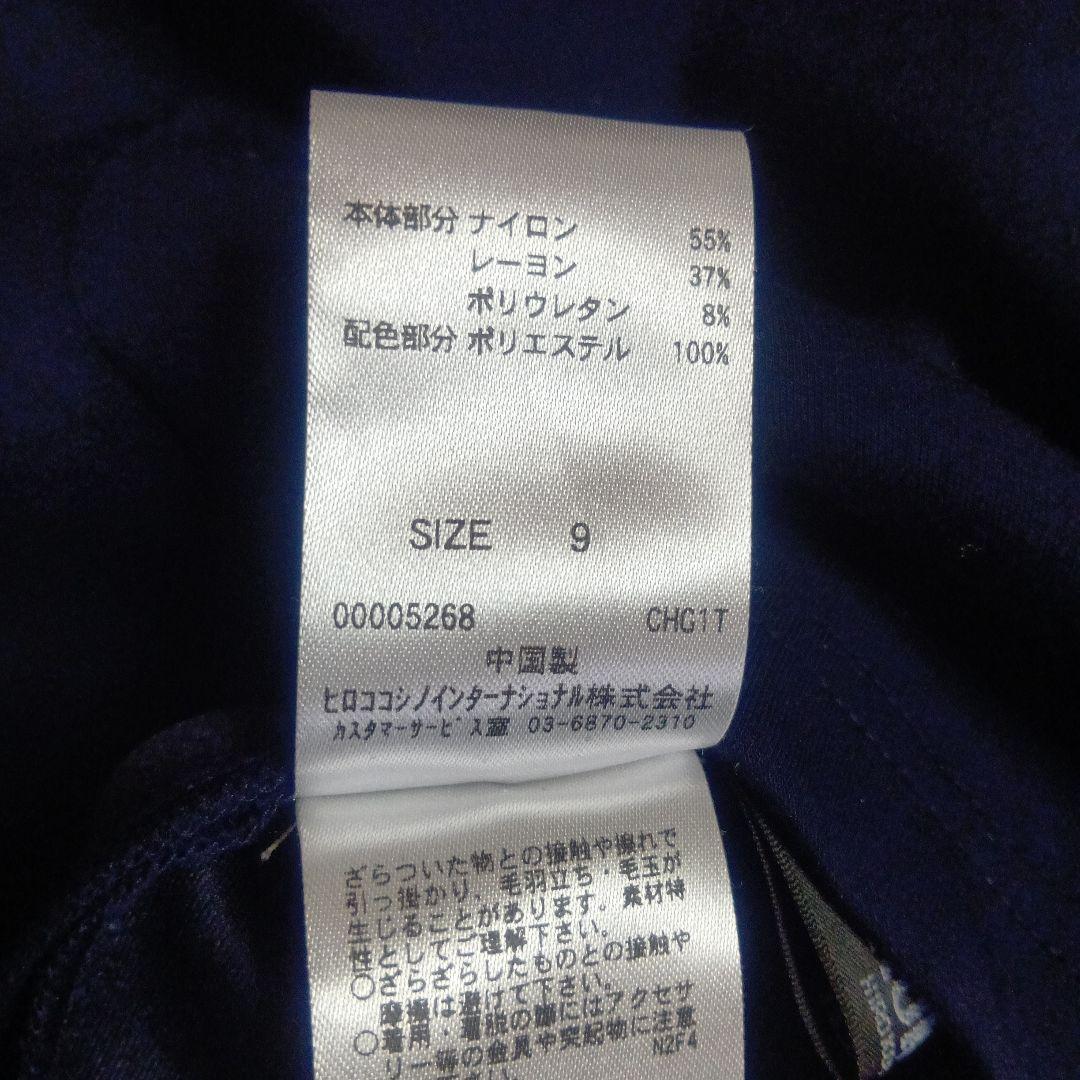 本体部分 ナイロン 55%
レーヨン 37%
ポリウレタン 8%
配色部分 ポリエステル 100%
SIZE 9
00005268 CHG1T
中国製
ヒロココシノインターナショナル株式会社
カスタマーサービス室 03-6870-2310
ざらついた物との接触や擦れで
引っ掛かり、毛羽立ち・毛玉が
生じることがあります。素材特
性としてご理解下さい。
○ざらざらしたものとの接触や
摩擦は避けて下さい。
○着用・着脱の際にはアクセサ
リー等の金具や突起物に注意
N2F4